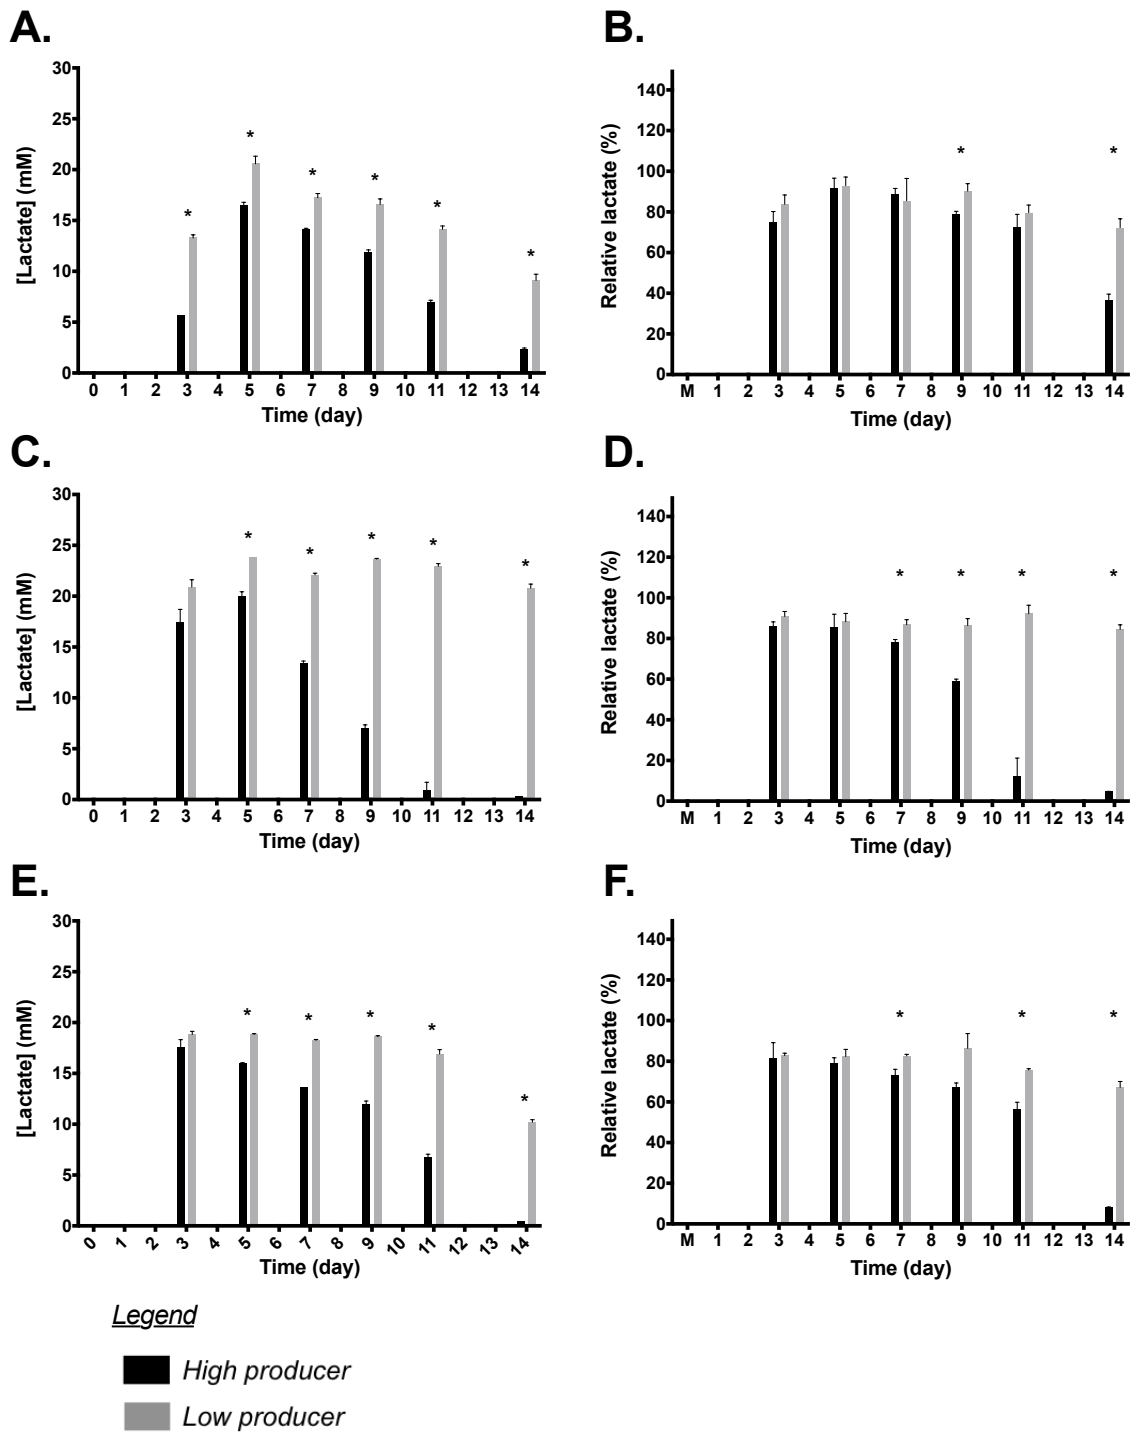 A.
[Lactate] (mM)
30
25
20
15
10
5
0
* * * * * *
0 1 2 3 4 5 6 7 8 9 10 11 12 13 14
Time (day)
B.
Relative lactate (%)
140
120
100
80
60
40
20
0
* *
M 1 2 3 4 5 6 7 8 9 10 11 12 13 14
Time (day)
C.
[Lactate] (mM)
30
25
20
15
10
5
0
* * * * *
0 1 2 3 4 5 6 7 8 9 10 11 12 13 14
Time (day)
D.
Relative lactate (%)
140
120
100
80
60
40
20
0
* * * *
M 1 2 3 4 5 6 7 8 9 10 11 12 13 14
Time (day)
E.
[Lactate] (mM)
30
25
20
15
10
5
0
* * * * *
0 1 2 3 4 5 6 7 8 9 10 11 12 13 14
Time (day)
F.
Relative lactate (%)
140
120
100
80
60
40
20
0
* * *
M 1 2 3 4 5 6 7 8 9 10 11 12 13 14
Time (day)
Legend
High producer
Low producer